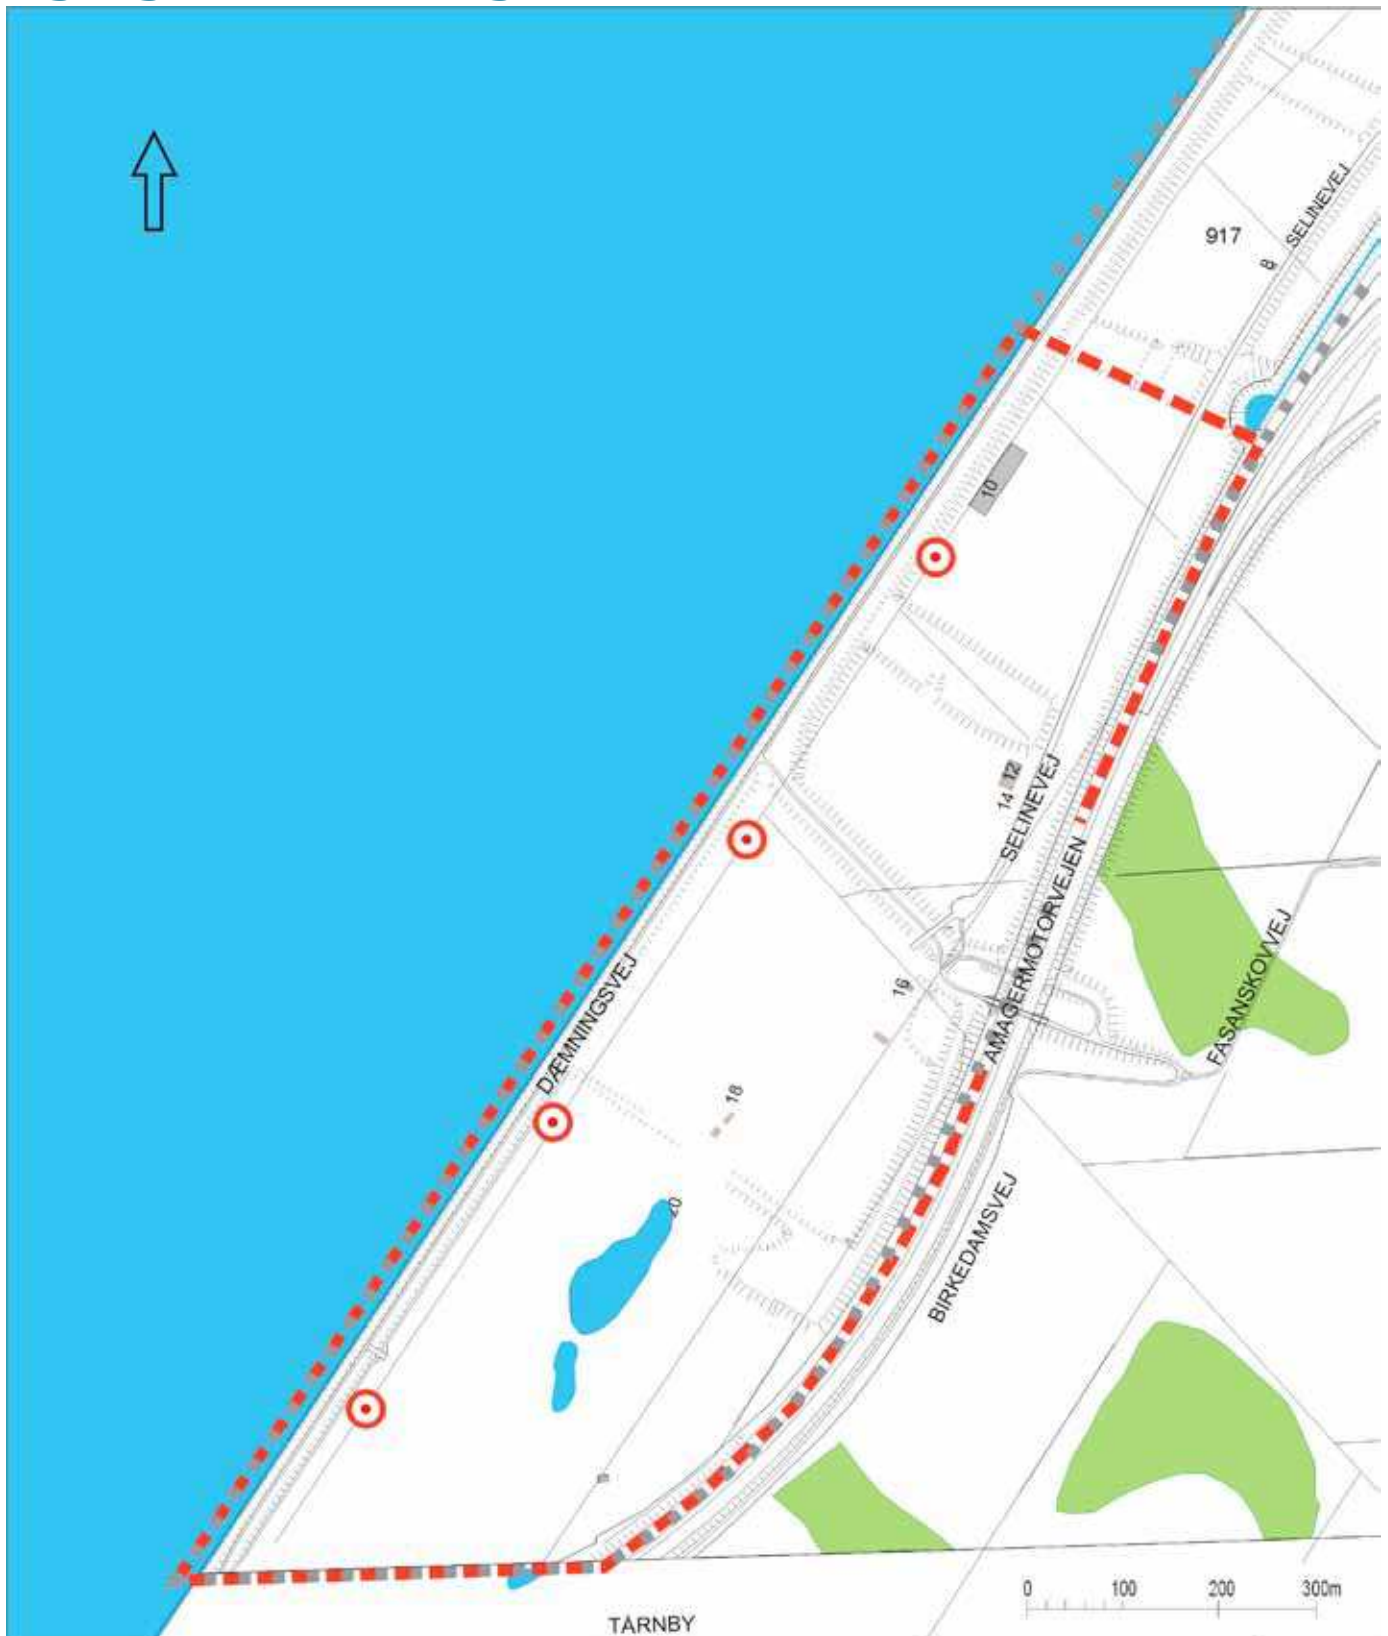 SELINEVEJ
917
8
10
12
14
SELINEVEJ
AMAGERMOTORVEJEN
FASANSKOVVEJ
DÆMNINGSVEJ
16
18
20
BIRKEDAMSVEJ
0 100 200 300m
TÅRNBY